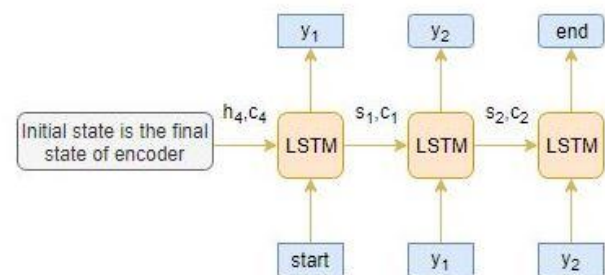 y₁ y₂ end
h₄,c₄ s₁,c₁ s₂,c₂
Initial state is the final
state of encoder
LSTM LSTM LSTM
start y₁ y₂